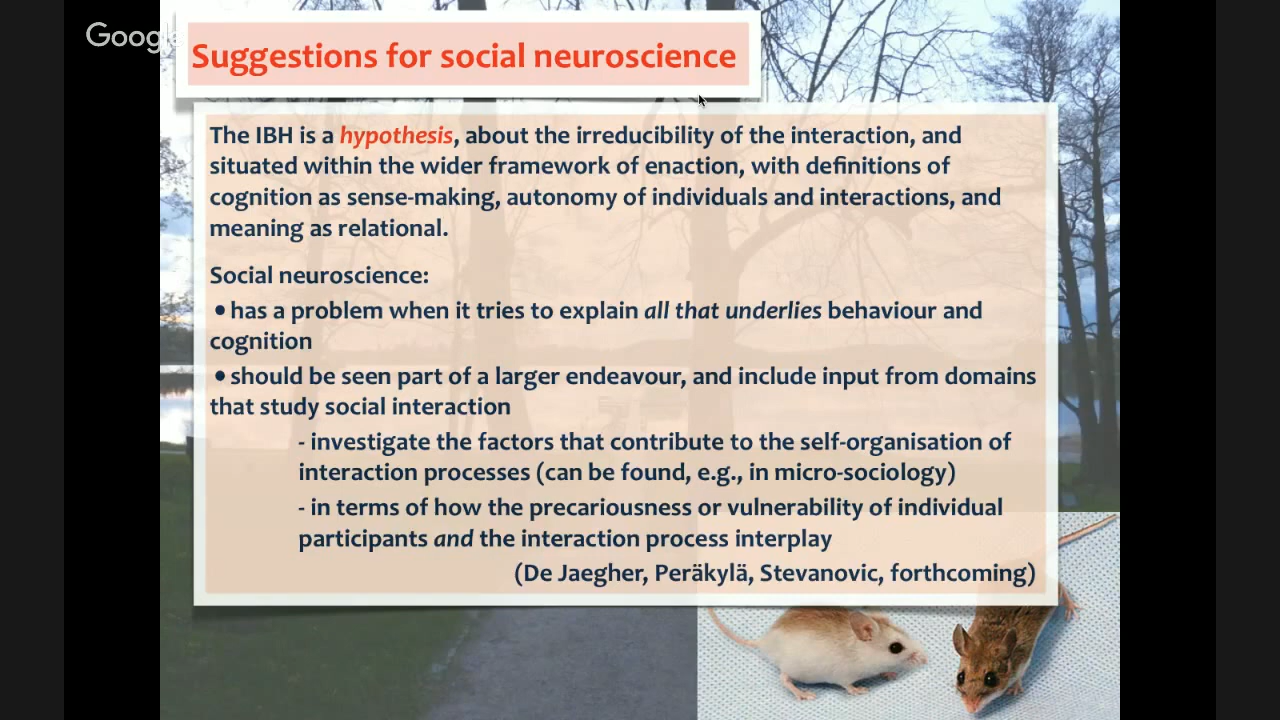 Google
Suggestions for social neuroscience
The IBH is a hypothesis, about the irreducibility of the interaction, and
situated within the wider framework of enaction, with definitions of
cognition as sense-making, autonomy of individuals and interactions, and
meaning as relational.
Social neuroscience:
•has a problem when it tries to explain all that underlies behaviour and
cognition
•should be seen part of a larger endeavour, and include input from domains
that study social interaction
- investigate the factors that contribute to the self-organisation of
interaction processes (can be found, e.g., in micro-sociology)
- in terms of how the precariousness or vulnerability of individual
participants and the interaction process interplay
(De Jaegher, Peräkylä, Stevanovic, forthcoming)